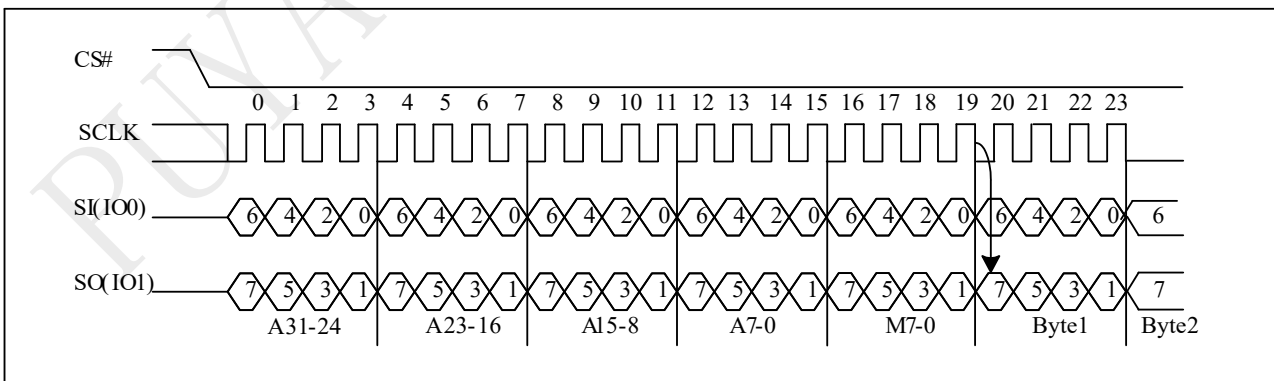 PUYA
CS#
0 1 2 3 4 5 6 7 8 9 10 11 12 13 14 15 16 17 18 19 20 21 22 23
SCLK
SI(IO0) 6 4 2 0 6 4 2 0 6 4 2 0 6 4 2 0 6 4 2 0 6 4 2 0 6
SO(IO1) 7 5 3 1 7 5 3 1 7 5 3 1 7 5 3 1 7 5 3 1 7 5 3 1 7
A31-24 A23-16 A15-8 A7-0 M7-0 Byte1 Byte2